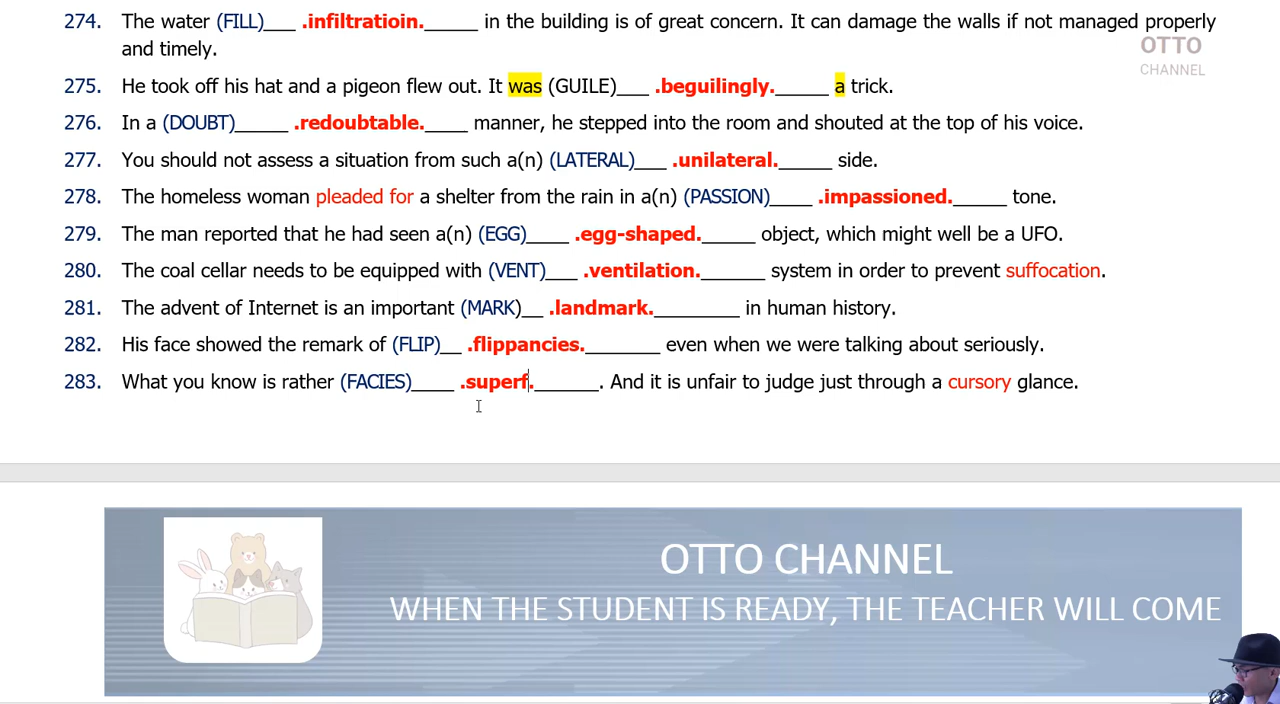 274. The water (FILL)___ .infiltratioin.______ in the building is of great concern. It can damage the walls if not managed properly
and timely.
OTTO
CHANNEL
275. He took off his hat and a pigeon flew out. It was (GUILE)___ .beguilingly._____ a trick.
276. In a (DOUBT)_____ .redoubtable.____ manner, he stepped into the room and shouted at the top of his voice.
277. You should not assess a situation from such a(n) (LATERAL)___ .unilateral._____ side.
278. The homeless woman pleaded for a shelter from the rain in a(n) (PASSION)____ .impassioned._____ tone.
279. The man reported that he had seen a(n) (EGG)____ .egg-shaped._____ object, which might well be a UFO.
280. The coal cellar needs to be equipped with (VENT)___ .ventilation.______ system in order to prevent suffocation.
281. The advent of Internet is an important (MARK)__ .landmark.________ in human history.
282. His face showed the remark of (FLIP)__ .flippancies._______ even when we were talking about seriously.
283. What you know is rather (FACIES)____ .superf.______. And it is unfair to judge just through a cursory glance.
OTTO CHANNEL
WHEN THE STUDENT IS READY, THE TEACHER WILL COME